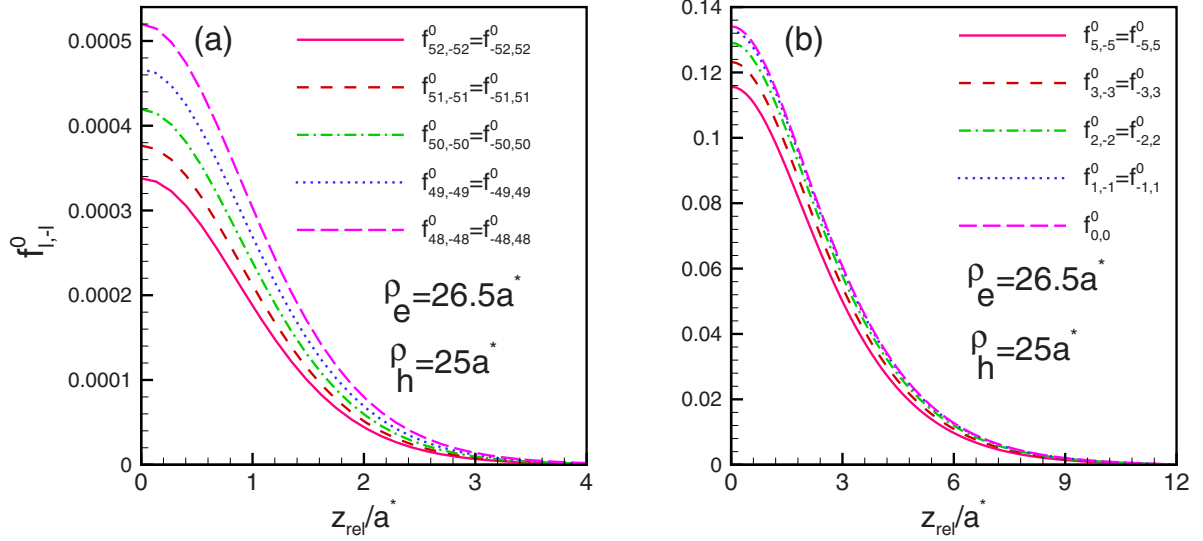 (a)
f⁰52,-52=f⁰-52,52
f⁰51,-51=f⁰-51,51
f⁰50,-50=f⁰-50,50
f⁰49,-49=f⁰-49,49
f⁰48,-48=f⁰-48,48
ρe=26.5a*
ρh=25a*
0.0005
0.0004
0.0003
0.0002
0.0001
0
f⁰l,-l
0 1 2 3 4
zrel/a*
(b)
f⁰5,-5=f⁰-5,5
f⁰3,-3=f⁰-3,3
f⁰2,-2=f⁰-2,2
f⁰1,-1=f⁰-1,1
f⁰0,0
ρe=26.5a*
ρh=25a*
0.14
0.12
0.1
0.08
0.06
0.04
0.02
0
0 3 6 9 12
zrel/a*